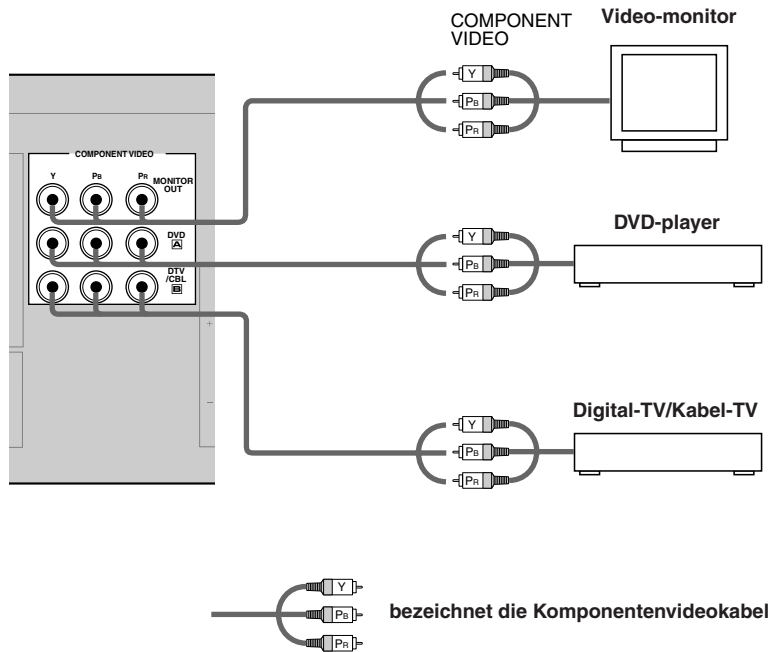 COMPONENT
VIDEO
Video-monitor
Y
PB
PR
COMPONENT VIDEO
Y PB PR
MONITOR
OUT
DVD
A
DTV
/CBL
B
+
-
DVD-player
Y
PB
PR
Digital-TV/Kabel-TV
Y
PB
PR
Y
PB
PR
bezeichnet die Komponentenvideokabel